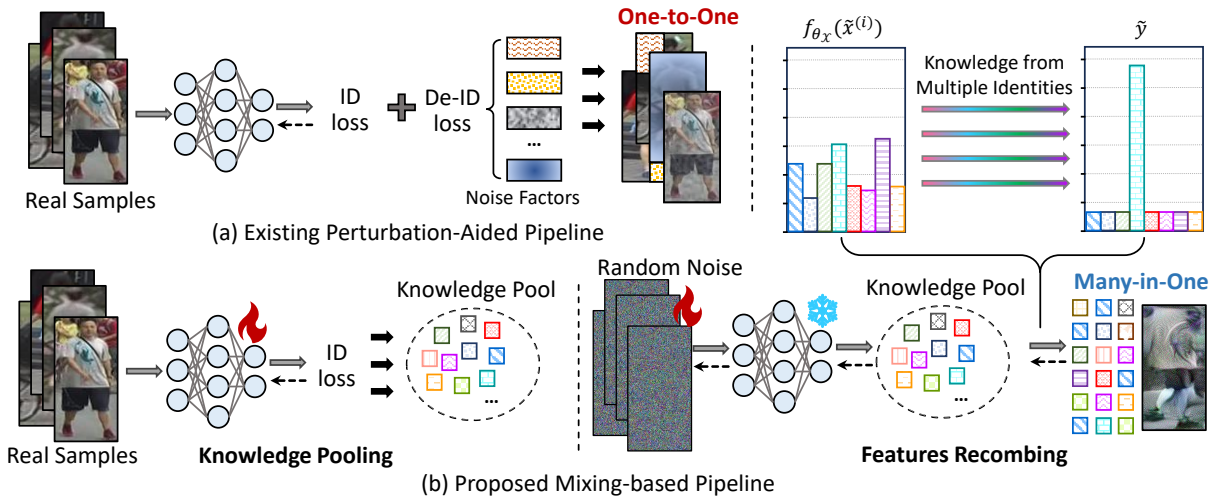 One-to-One
ID
loss
De-ID
loss
...
Real Samples
Noise Factors
(a) Existing Perturbation-Aided Pipeline
f_{θ_X}(x̃^{(i)})
ỹ
Knowledge from
Multiple Identities
Real Samples
ID
loss
Knowledge Pool
...
Knowledge Pooling
Random Noise
Knowledge Pool
...
Many-in-One
Features Recombing
(b) Proposed Mixing-based Pipeline